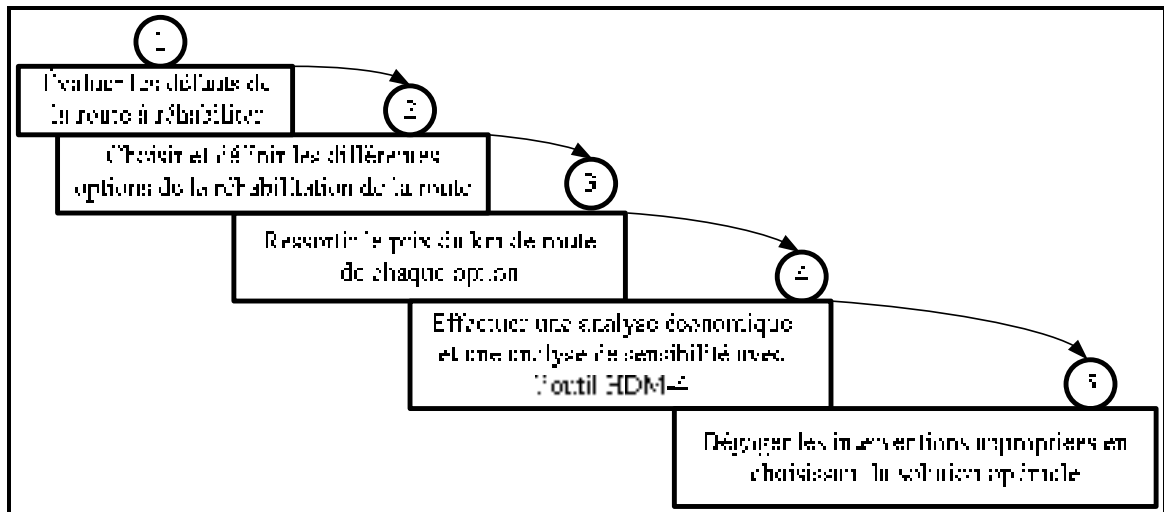 1
Évaluer les défauts de
la route à réhabiliter
2
Choisir et définir les différentes
options de la réhabilitation de la route
3
Ressortir le prix du km de route
de chaque option
4
Effectuer une analyse économique
et une analyse de sensibilité avec
l'outil HDM-4
5
Dégager les interventions impropriées en
choisissant la solution optimale